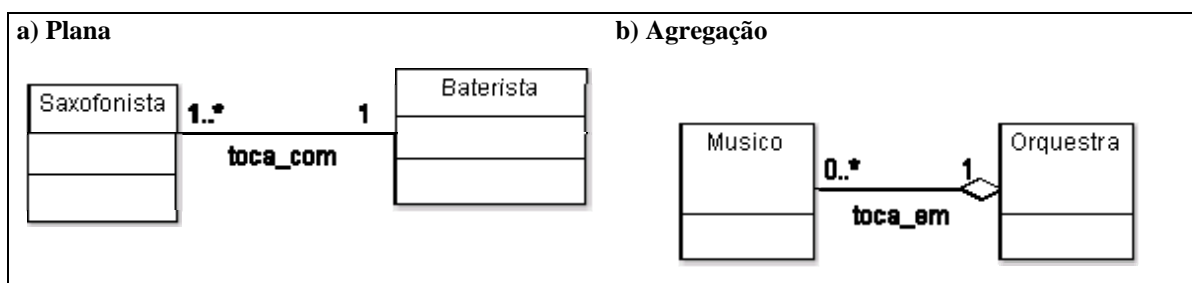 a) Plana
Saxofonista
1..*
1
Baterista
toca_com
b) Agregação
Musico
0..*
1
Orquestra
toca_em